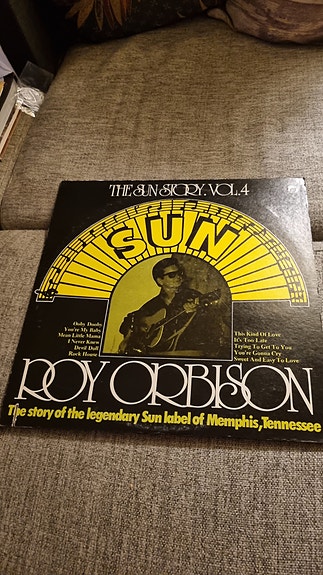 THE SUN STORY. VOL.4
SUN
Ooby Dooby
You're My Baby
Mean Little Mama
I Never Knew
Devil Doll
Rock House
This Kind Of Love
It's Too Late
Trying To Get To You
You're Gonna Cry
Sweet And Easy To Love
ROY ORBISON
The story of the legendary Sun label of Memphis, Tennessee